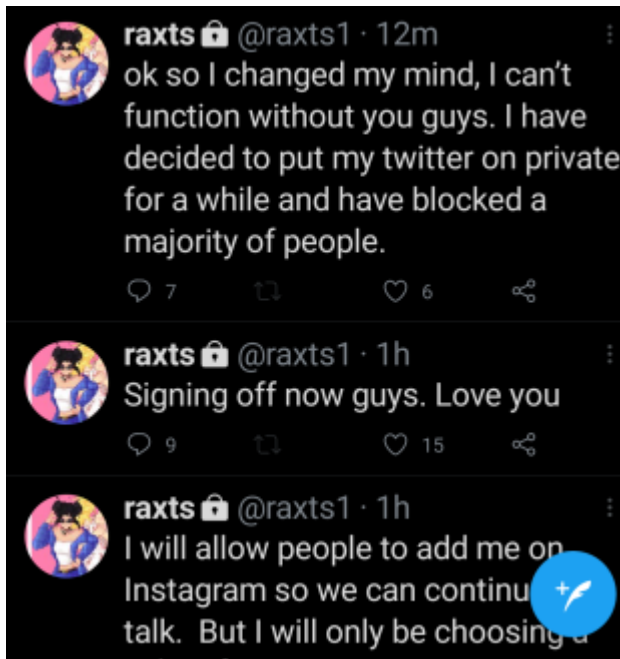 raxts @raxts1 · 12m
ok so I changed my mind, I can't
function without you guys. I have
decided to put my twitter on private
for a while and have blocked a
majority of people.
7 6
raxts @raxts1 · 1h
Signing off now guys. Love you
9 15
raxts @raxts1 · 1h
I will allow people to add me on
Instagram so we can
talk. But I will only be choosing